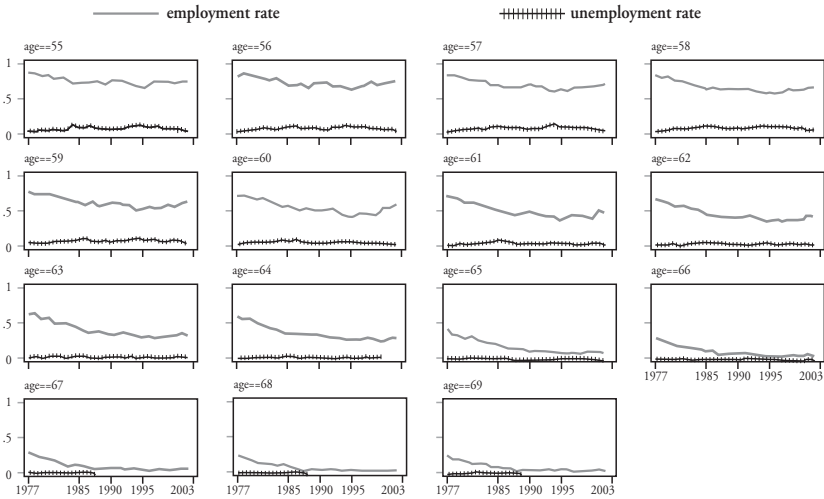 employment rate unemployment rate
age==55 age==56 age==57 age==58
1
.5
0
age==59 age==60 age==61 age==62
1
.5
0
age==63 age==64 age==65 age==66
1
.5
0
1977 1985 1990 1995 2003
age==67 age==68 age==69
1
.5
0
1977 1985 1990 1995 2003 1977 1985 1990 1995 2003 1977 1985 1990 1995 2003